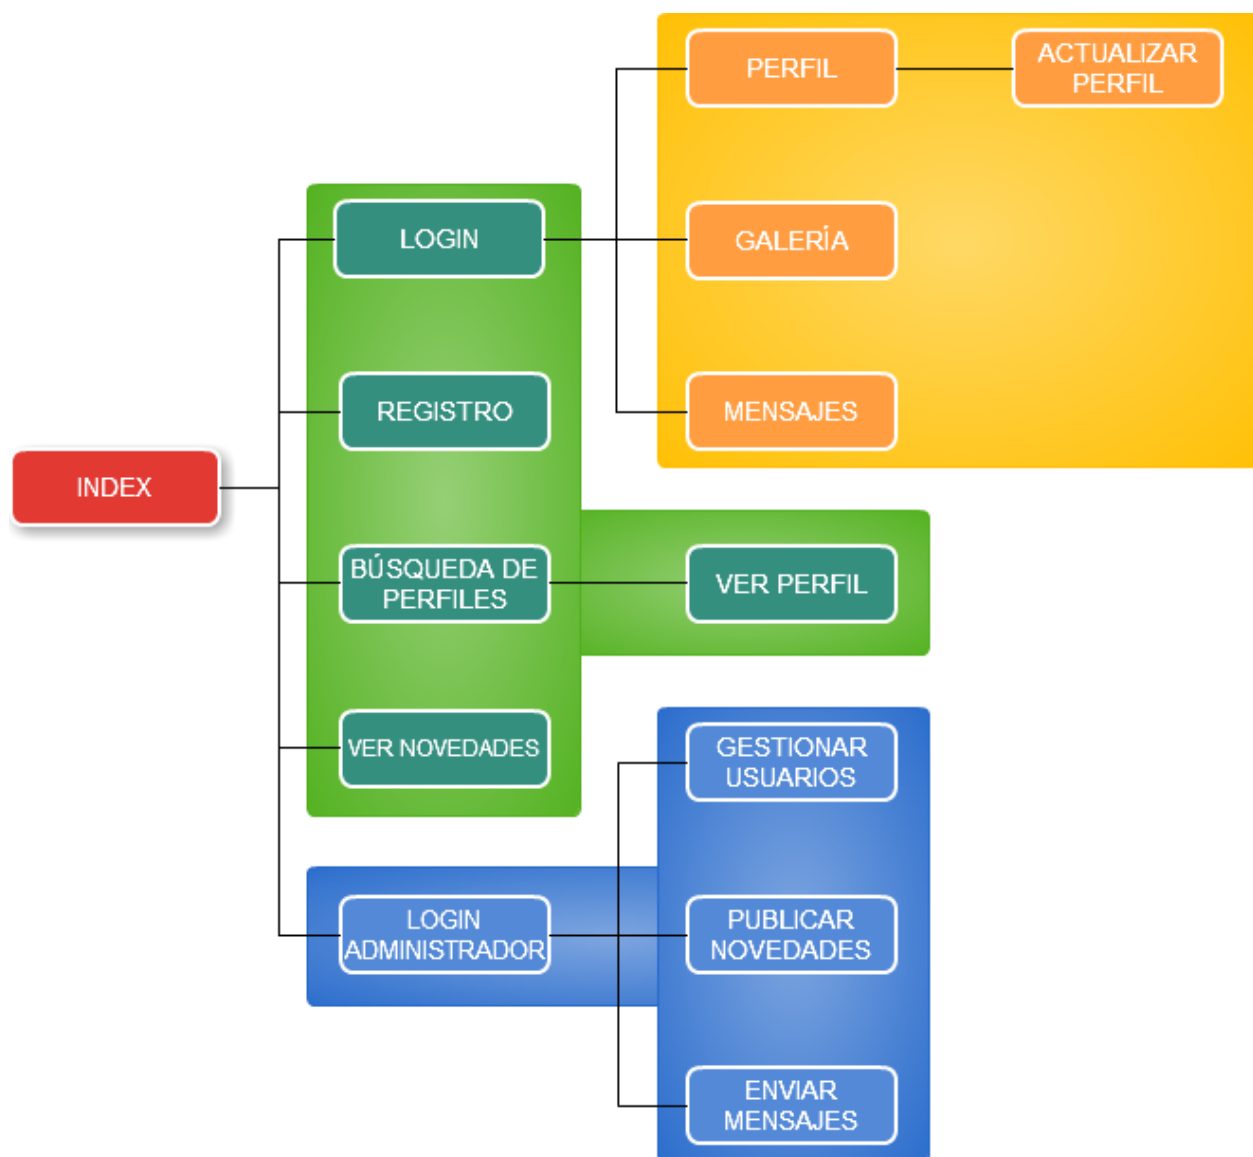 PERFIL
ACTUALIZAR
PERFIL
LOGIN
GALERÍA
REGISTRO
MENSAJES
INDEX
BÚSQUEDA DE
PERFILES
VER PERFIL
VER NOVEDADES
GESTIONAR
USUARIOS
LOGIN
ADMINISTRADOR
PUBLICAR
NOVEDADES
ENVIAR
MENSAJES